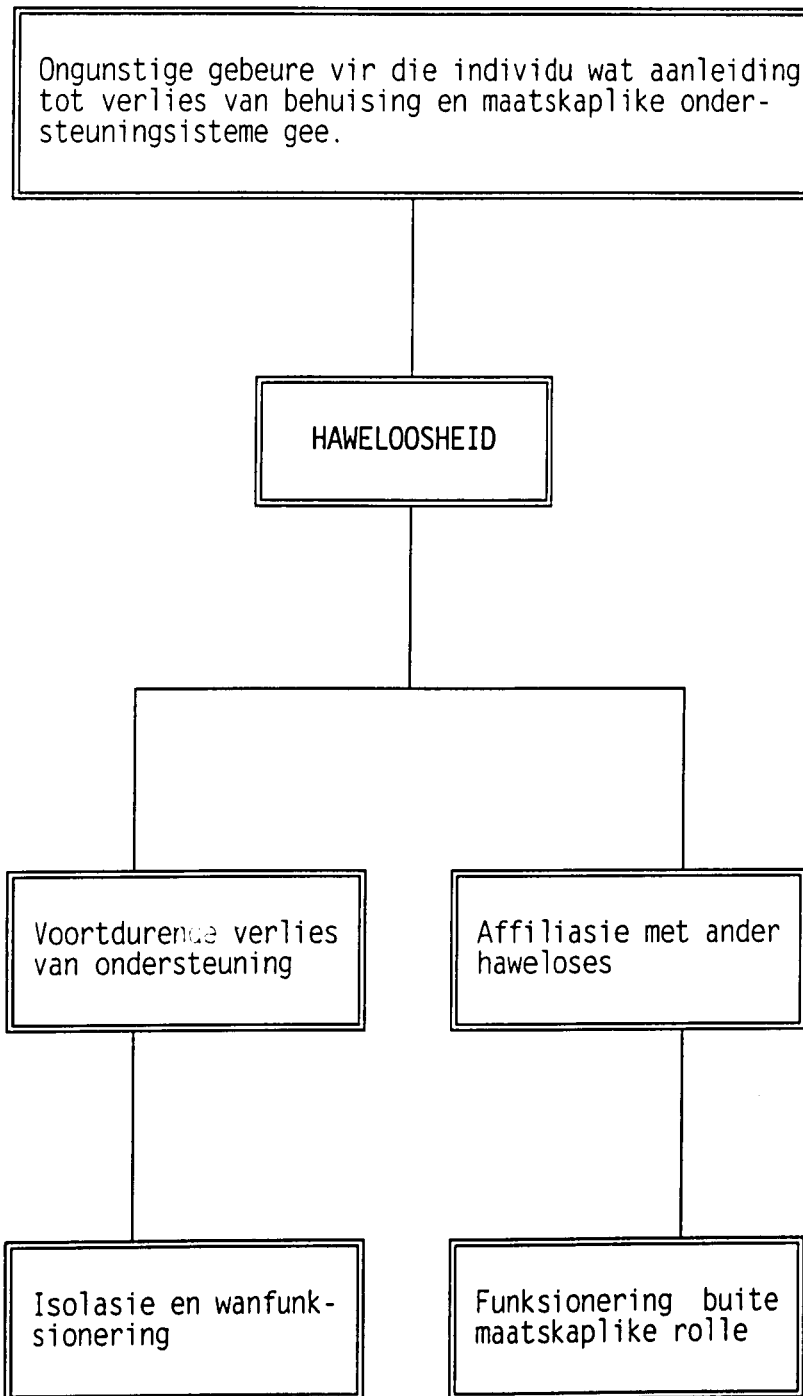 Ongunstige gebeure vir die individu wat aanleiding
tot verlies van behuising en maatskaplike onder-
steuningsisteme gee.
HAWELOOSHEID
Voortdurende verlies
van ondersteuning
Affiliasie met ander
haweloses
Isolasie en wanfunk-
sionering
Funksionering buite
maatskaplike rolle